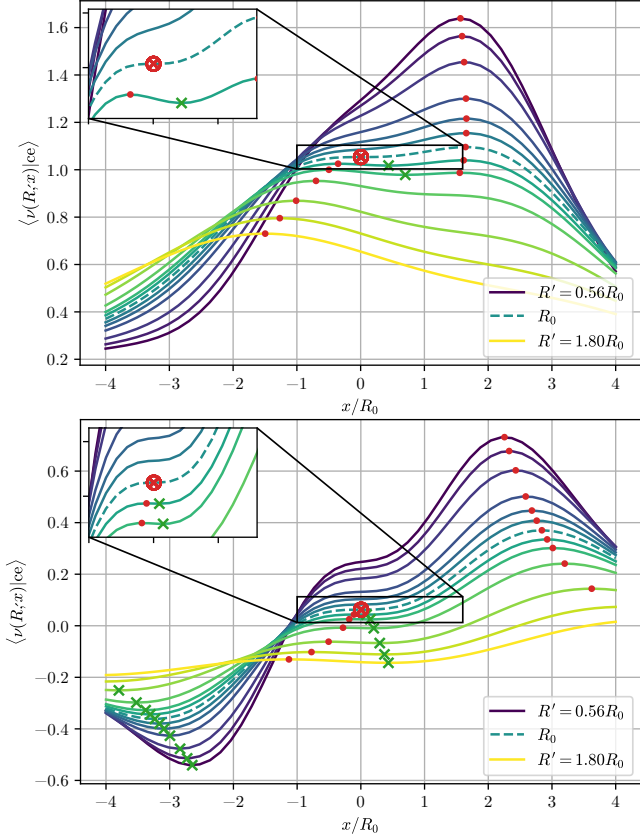 1.6
1.4
1.2
1.0
0.8
0.6
0.4
0.2
⟨ν(R,;x)|ce⟩
R′ = 0.56R₀
R₀
R′ = 1.80R₀
−4 −3 −2 −1 0 1 2 3 4
x/R₀
0.6
0.4
0.2
0.0
−0.2
−0.4
−0.6
⟨ν(R,;x)|ce⟩
R′ = 0.56R₀
R₀
R′ = 1.80R₀
−4 −3 −2 −1 0 1 2 3 4
x/R₀